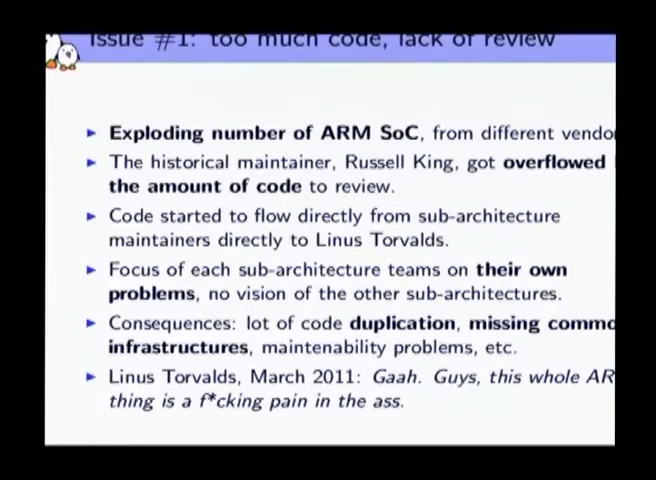 Issue #1: too much code, lack of review
Exploding number of ARM SoC, from different vendo
The historical maintainer, Russell King, got overflowed
the amount of code to review.
Code started to flow directly from sub-architecture
maintainers directly to Linus Torvalds.
Focus of each sub-architecture teams on their own
problems, no vision of the other sub-architectures.
Consequences: lot of code duplication, missing commo
infrastructures, maintenability problems, etc.
Linus Torvalds, March 2011: Gaah. Guys, this whole AR
thing is a f*cking pain in the ass.